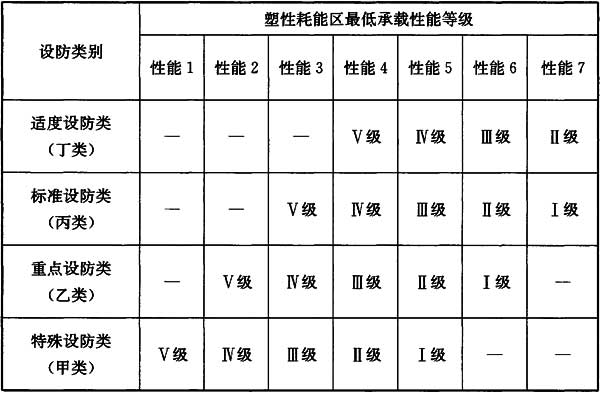 设防类别 塑性耗能区最低承载性能等级
性能1 性能2 性能3 性能4 性能5 性能6 性能7
适度设防类
（丁类） — — — Ⅴ级 Ⅳ级 Ⅲ级 Ⅱ级
标准设防类
（丙类） — — Ⅴ级 Ⅳ级 Ⅲ级 Ⅱ级 Ⅰ级
重点设防类
（乙类） — Ⅴ级 Ⅳ级 Ⅲ级 Ⅱ级 Ⅰ级 —
特殊设防类
（甲类） Ⅴ级 Ⅳ级 Ⅲ级 Ⅱ级 Ⅰ级 — —